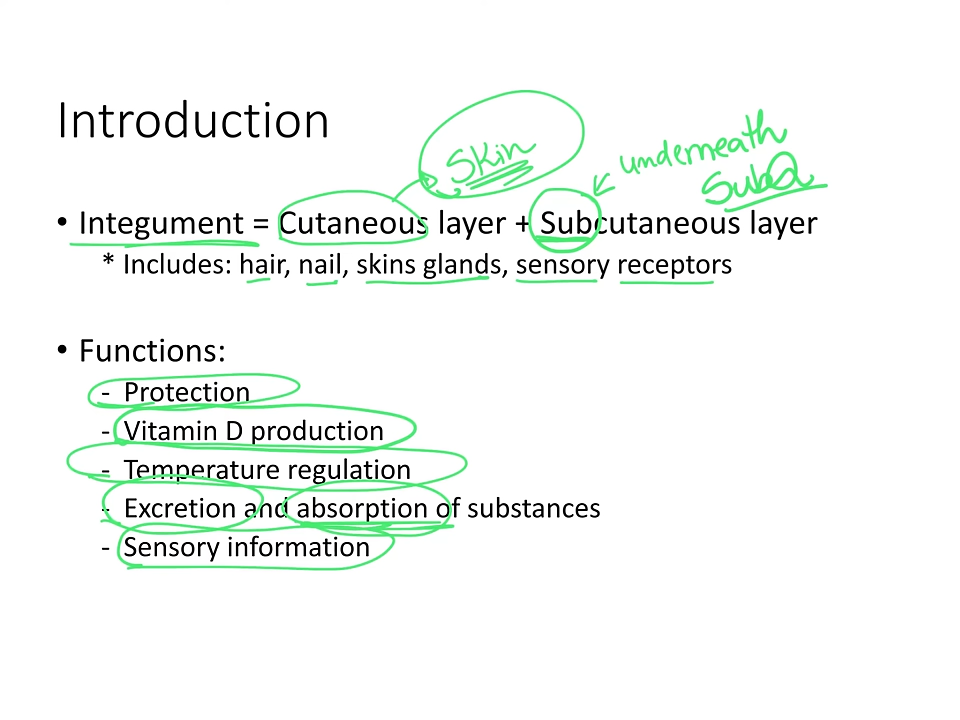 Introduction
Skin
underneath
SubQ
• Integument = Cutaneous layer + Subcutaneous layer
* Includes: hair, nail, skins glands, sensory receptors
• Functions:
- Protection
- Vitamin D production
- Temperature regulation
- Excretion and absorption of substances
- Sensory information